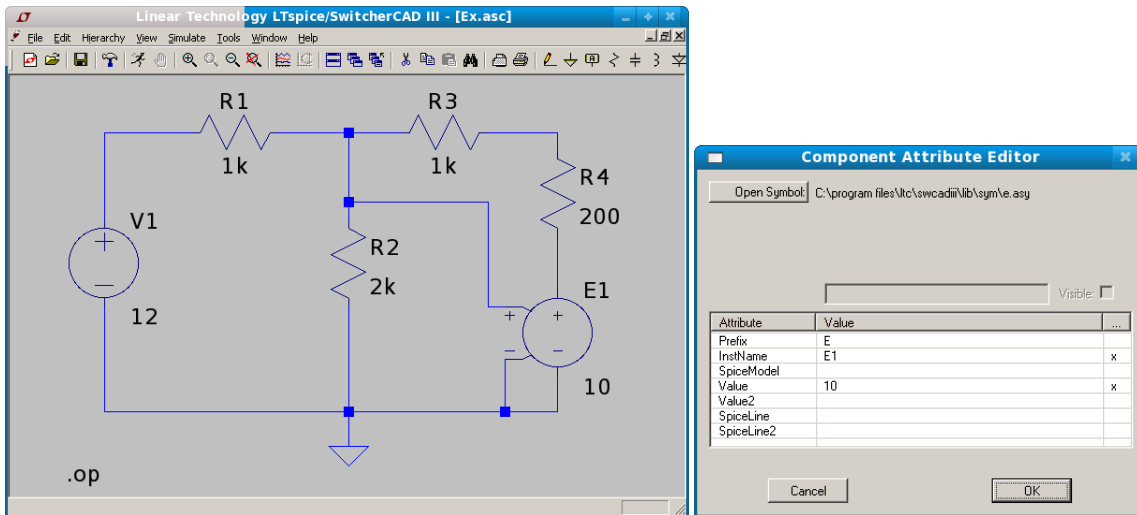 Linear Technology LTspice/SwitcherCAD III - [Ex.asc]
File Edit Hierarchy View Simulate Tools Window Help
R1
1k
R3
1k
R4
200
V1
12
R2
2k
E1
10
+
-
+
-
+
-
.op
Component Attribute Editor
Open Symbol: C:\program files\ltc\swcadiii\lib\sym\e.asy
Visible:
Attribute Value ...
Prefix E
InstName E1 x
SpiceModel
Value 10 x
Value2
SpiceLine
SpiceLine2
Cancel OK